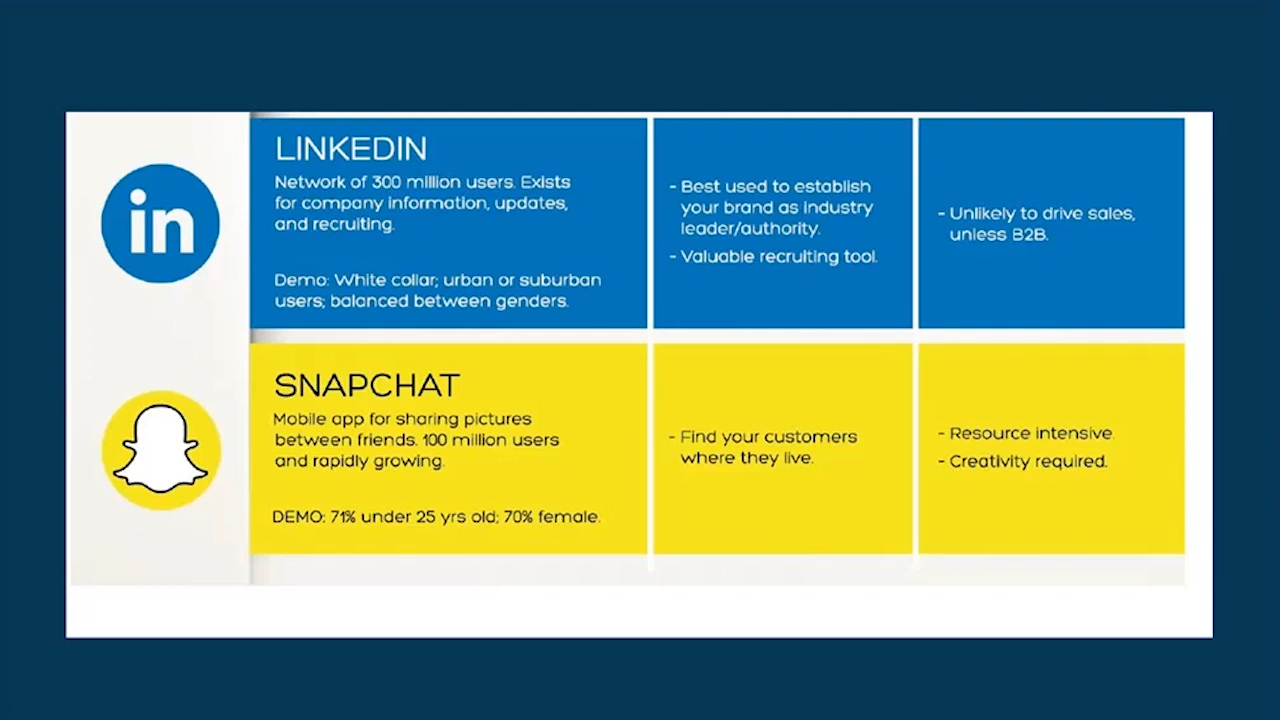 in
LINKEDIN
Network of 300 million users. Exists
for company information, updates,
and recruiting.
Demo: White collar; urban or suburban
users; balanced between genders.
- Best used to establish
your brand as industry
leader/authority.
- Valuable recruiting tool.
- Unlikely to drive sales,
unless B2B.
SNAPCHAT
Mobile app for sharing pictures
between friends. 100 million users
and rapidly growing.
DEMO: 71% under 25 yrs old; 70% female.
- Find your customers
where they live.
- Resource intensive.
- Creativity required.